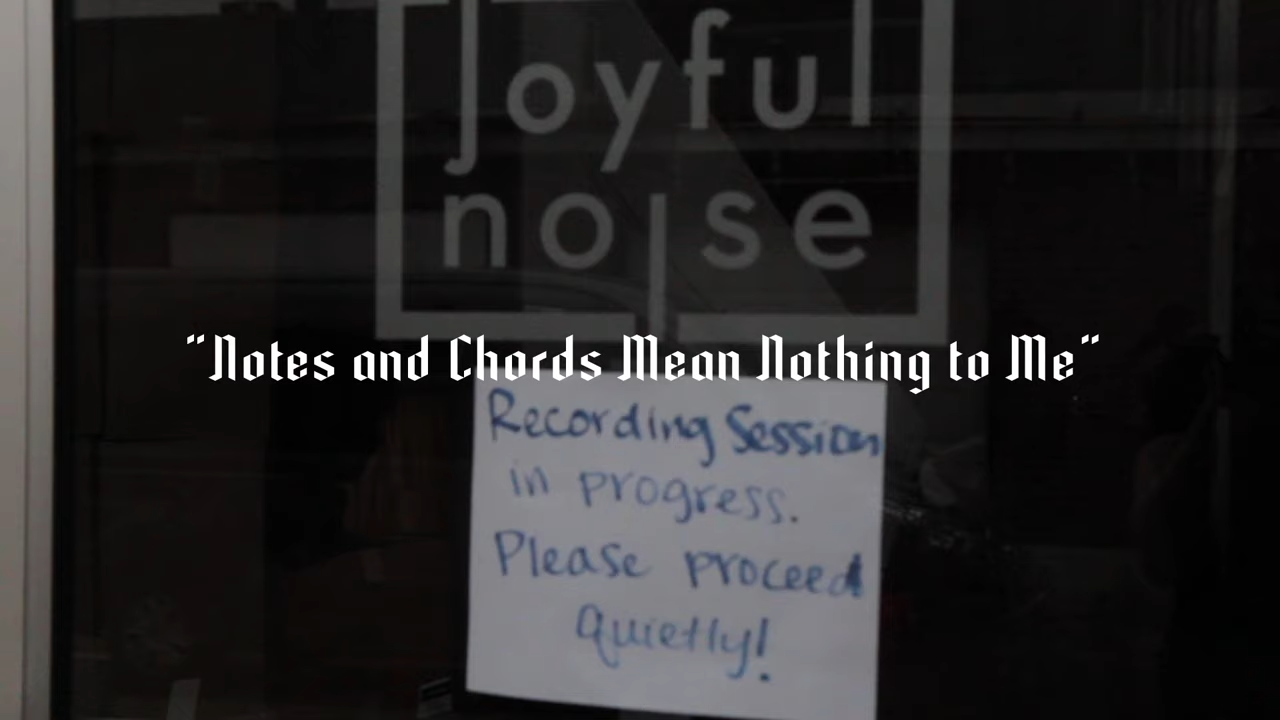 joyful
noise
"Notes and Chords Mean Nothing to Me"
Recording Session
in progress.
Please proceed
quietly!